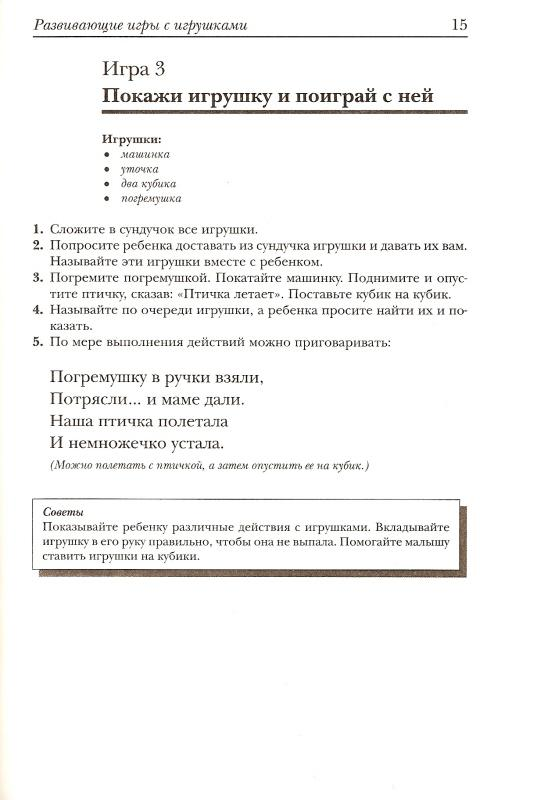 Развивающие игры с игрушками 15
Игра 3
Покажи игрушку и поиграй с ней
Игрушки:
• машинка
• уточка
• два кубика
• погремушка
1. Сложите в сундучок все игрушки.
2. Попросите ребенка доставать из сундучка игрушки и давать их вам.
Называйте эти игрушки вместе с ребенком.
3. Погремите погремушкой. Покатайте машинку. Поднимите и опус-
тите птичку, сказав: «Птичка летает». Поставьте кубик на кубик.
4. Называйте по очереди игрушки, а ребенка просите найти их и по-
казать.
5. По мере выполнения действий можно приговаривать:
Погремушку в ручки взяли,
Потрясли... и маме дали.
Наша птичка полетала
И немножечко устала.
(Можно полетать с птичкой, а затем опустить ее на кубик.)
Советы
Показывайте ребенку различные действия с игрушками. Вкладывайте
игрушку в его руку правильно, чтобы она не выпала. Помогайте малышу
ставить игрушки на кубики.